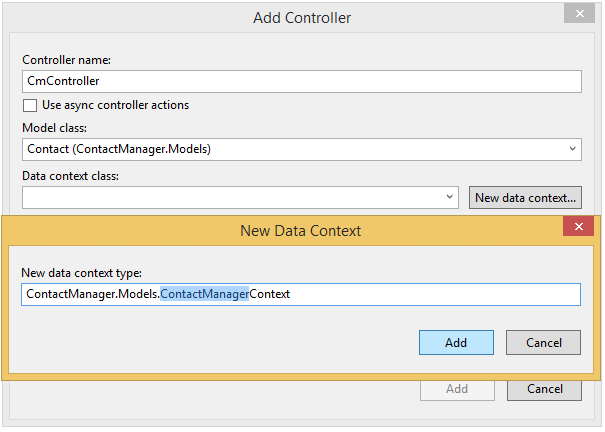 Add Controller
Controller name:
CmController
Use async controller actions
Model class:
Contact (ContactManager.Models)
Data context class:
New data context...
New Data Context
New data context type:
ContactManager.Models.ContactManagerContext
Add Cancel
Add Cancel